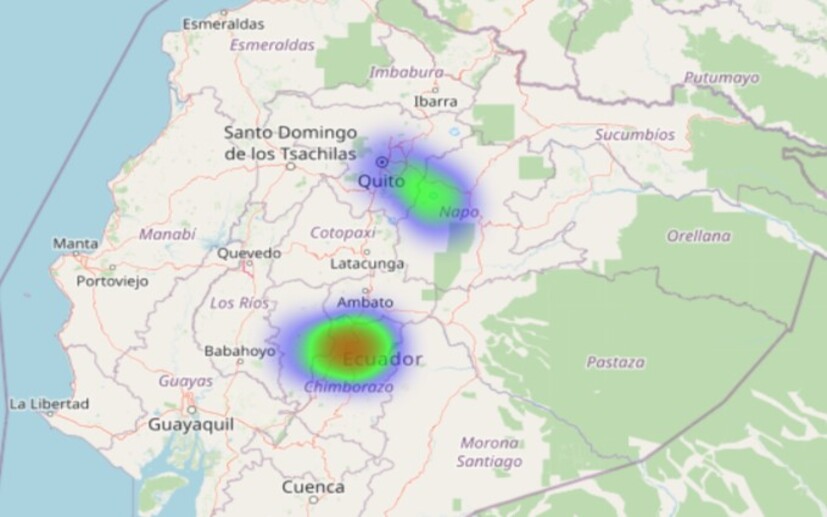 Esmeraldas
Esmeraldas
Imbabura
Putumayo
Ibarra
Santo Domingo
de los Tsachilas
Sucumbíos
Quito
Napo
Manabí
Cotopaxi
Orellana
Manta
Quevedo
Latacunga
Portoviejo
Los Ríos
Ambato
Babahoyo
Ecuador
Pastaza
Guayas
Chimborazo
La Libertad
Guayaquil
Morona
Santiago
Cuenca